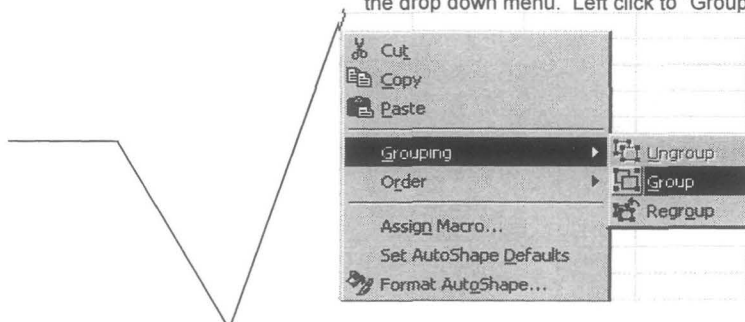 the drop down menu. Left click to "Group
Cut
Copy
Paste
Grouping
Order
Assign Macro...
Set AutoShape Defaults
Format AutoShape...
Ungroup
Group
Regroup